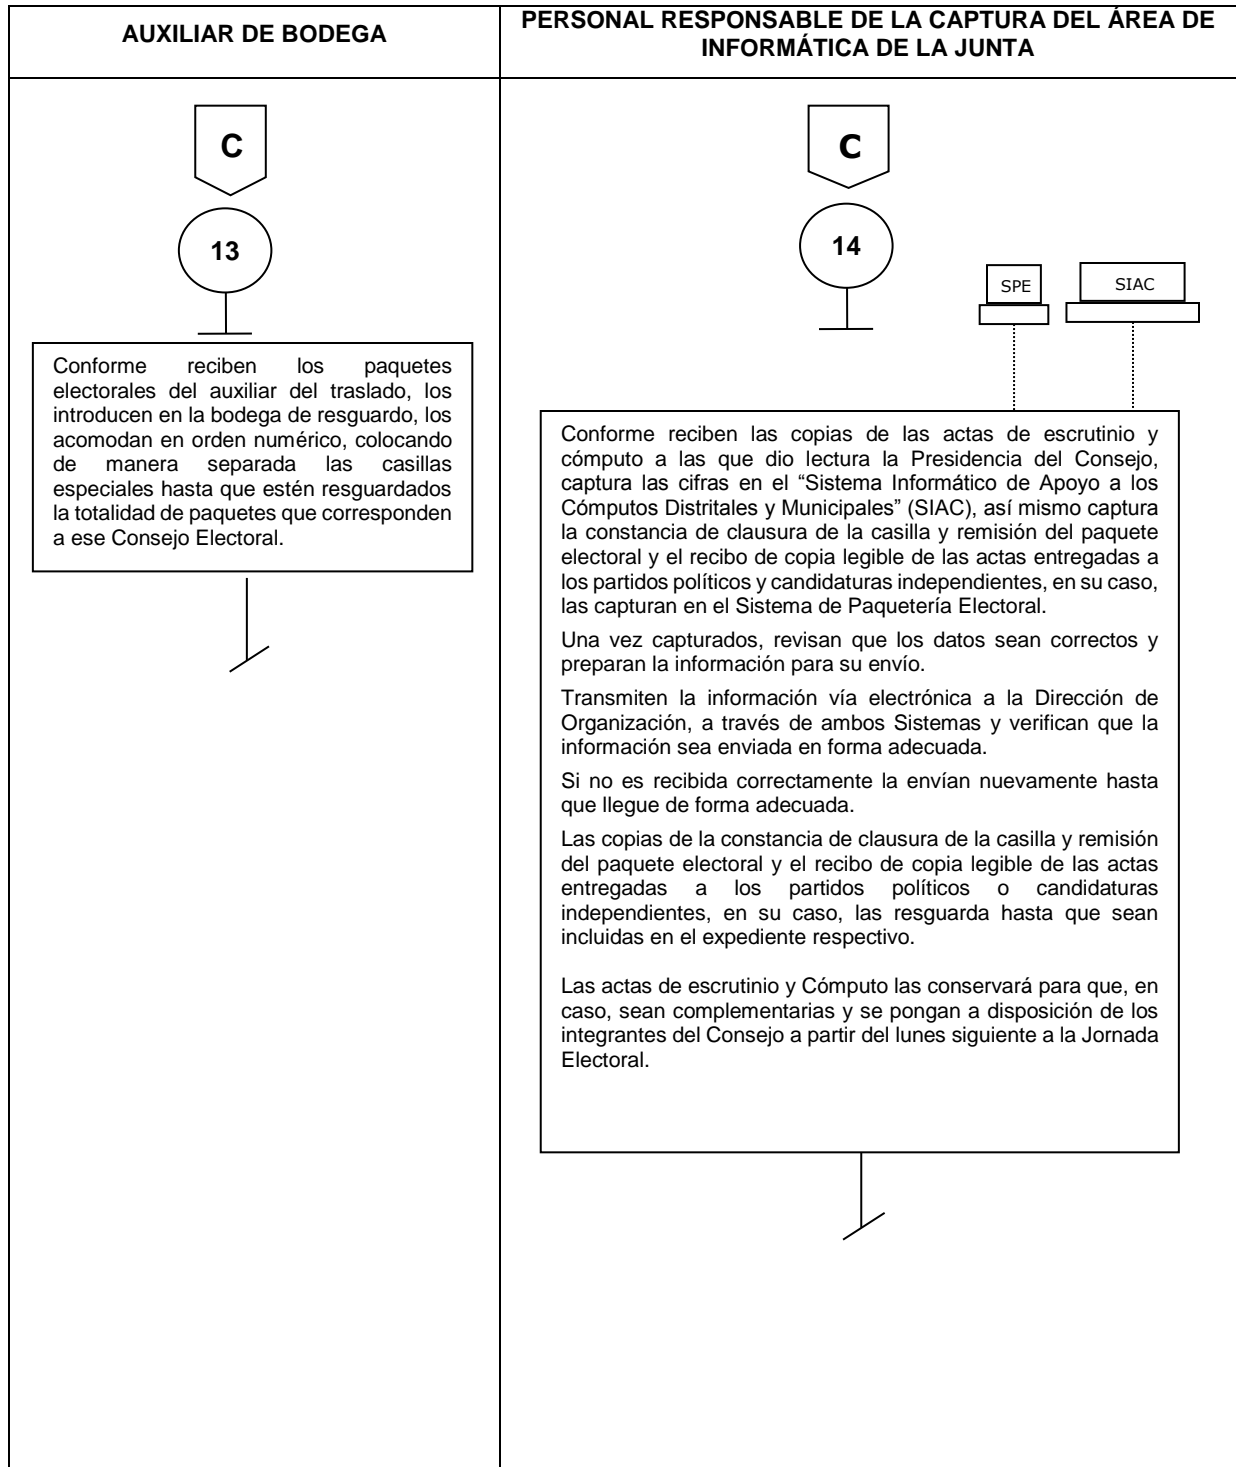 AUXILIAR DE BODEGA
PERSONAL RESPONSABLE DE LA CAPTURA DEL ÁREA DE
INFORMÁTICA DE LA JUNTA
C
13
Conforme reciben los paquetes
electorales del auxiliar del traslado, los
introducen en la bodega de resguardo, los
acomodan en orden numérico, colocando
de manera separada las casillas
especiales hasta que estén resguardados
la totalidad de paquetes que corresponden
a ese Consejo Electoral.
C
14
SPE
SIAC
Conforme reciben las copias de las actas de escrutinio y
cómputo a las que dio lectura la Presidencia del Consejo,
captura las cifras en el “Sistema Informático de Apoyo a los
Cómputos Distritales y Municipales” (SIAC), así mismo captura
la constancia de clausura de la casilla y remisión del paquete
electoral y el recibo de copia legible de las actas entregadas a
los partidos políticos y candidaturas independientes, en su caso,
las capturan en el Sistema de Paquetería Electoral.
Una vez capturados, revisan que los datos sean correctos y
preparan la información para su envío.
Transmiten la información vía electrónica a la Dirección de
Organización, a través de ambos Sistemas y verifican que la
información sea enviada en forma adecuada.
Si no es recibida correctamente la envían nuevamente hasta
que llegue de forma adecuada.
Las copias de la constancia de clausura de la casilla y remisión
del paquete electoral y el recibo de copia legible de las actas
entregadas a los partidos políticos o candidaturas
independientes, en su caso, las resguarda hasta que sean
incluidas en el expediente respectivo.
Las actas de escrutinio y Cómputo las conservará para que, en
caso, sean complementarias y se pongan a disposición de los
integrantes del Consejo a partir del lunes siguiente a la Jornada
Electoral.